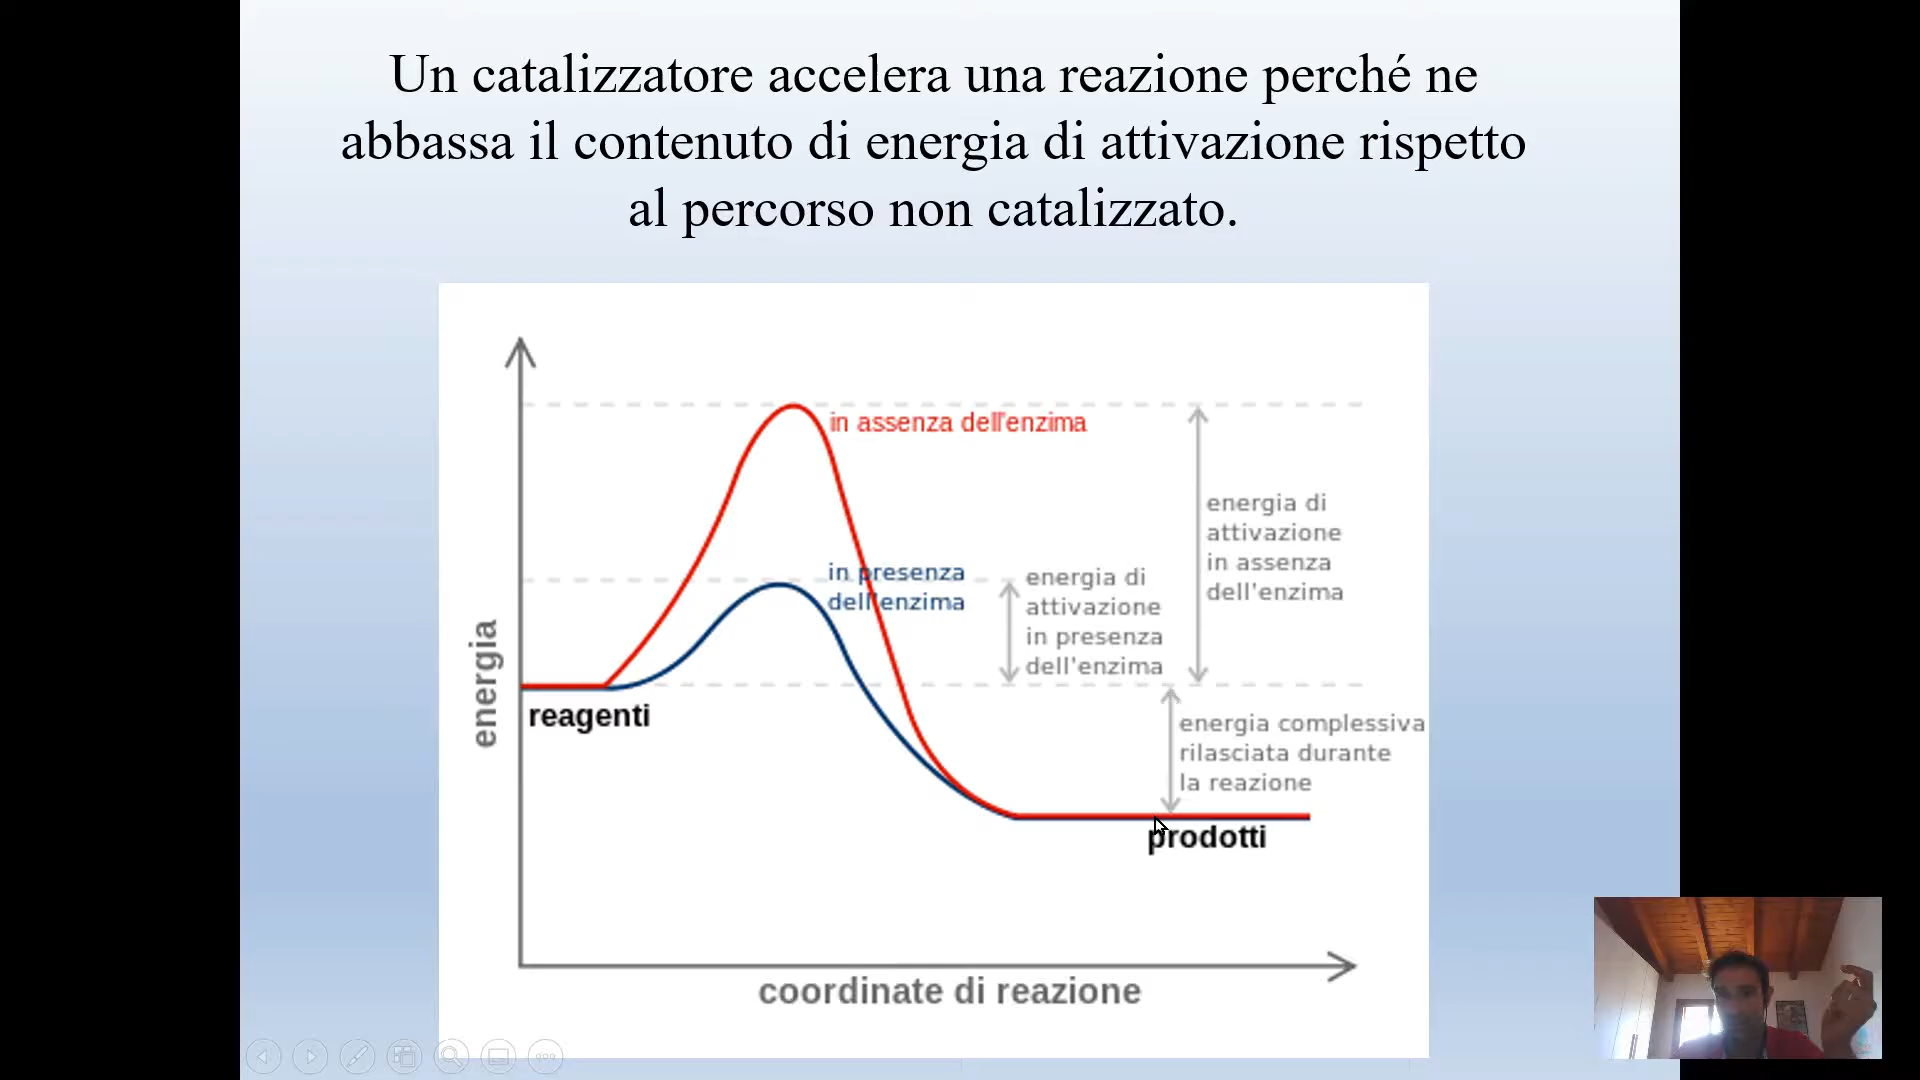 Un catalizzatore accelera una reazione perché ne
abbassa il contenuto di energia di attivazione rispetto
al percorso non catalizzato.
in assenza dell'enzima
energia di
attivazione
in assenza
dell'enzima
in presenza
dell'enzima
energia di
attivazione
in presenza
dell'enzima
energia
reagenti
energia complessiva
rilasciata durante
la reazione
prodotti
coordinate di reazione